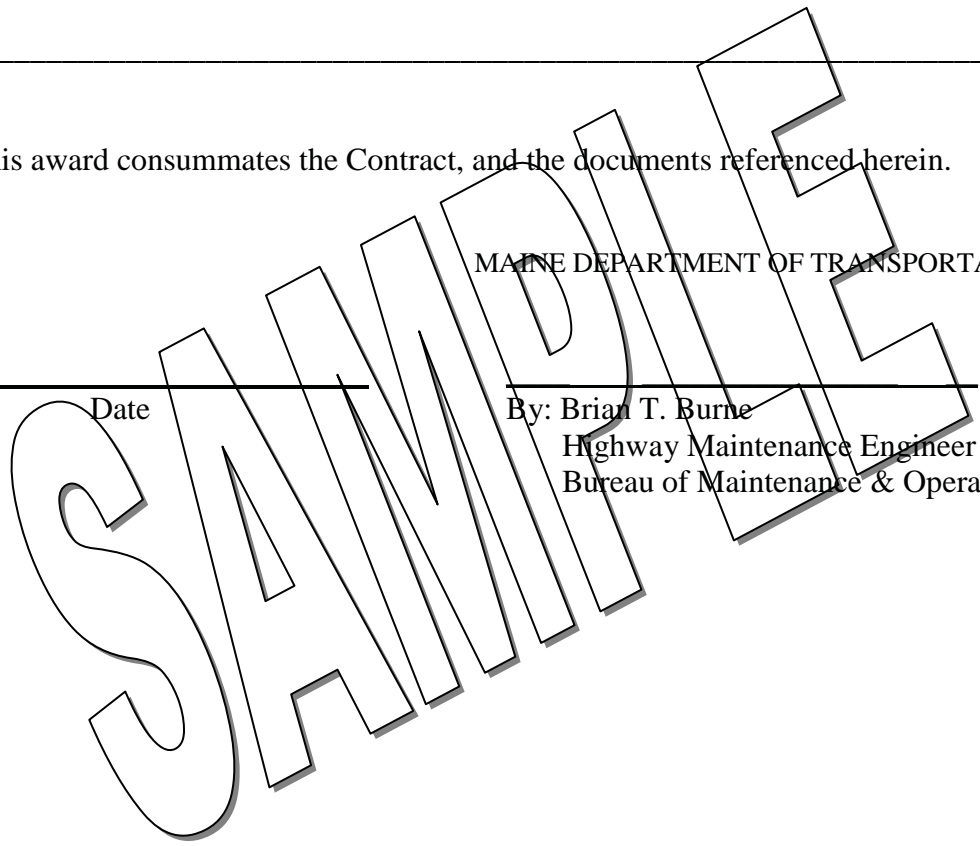 is award consummates the Contract, and the documents referenced herein.
MAINE DEPARTMENT OF TRANSPORTA
Date
By: Brian T. Burne
Highway Maintenance Engineer
Bureau of Maintenance & Opera
SAMPLE